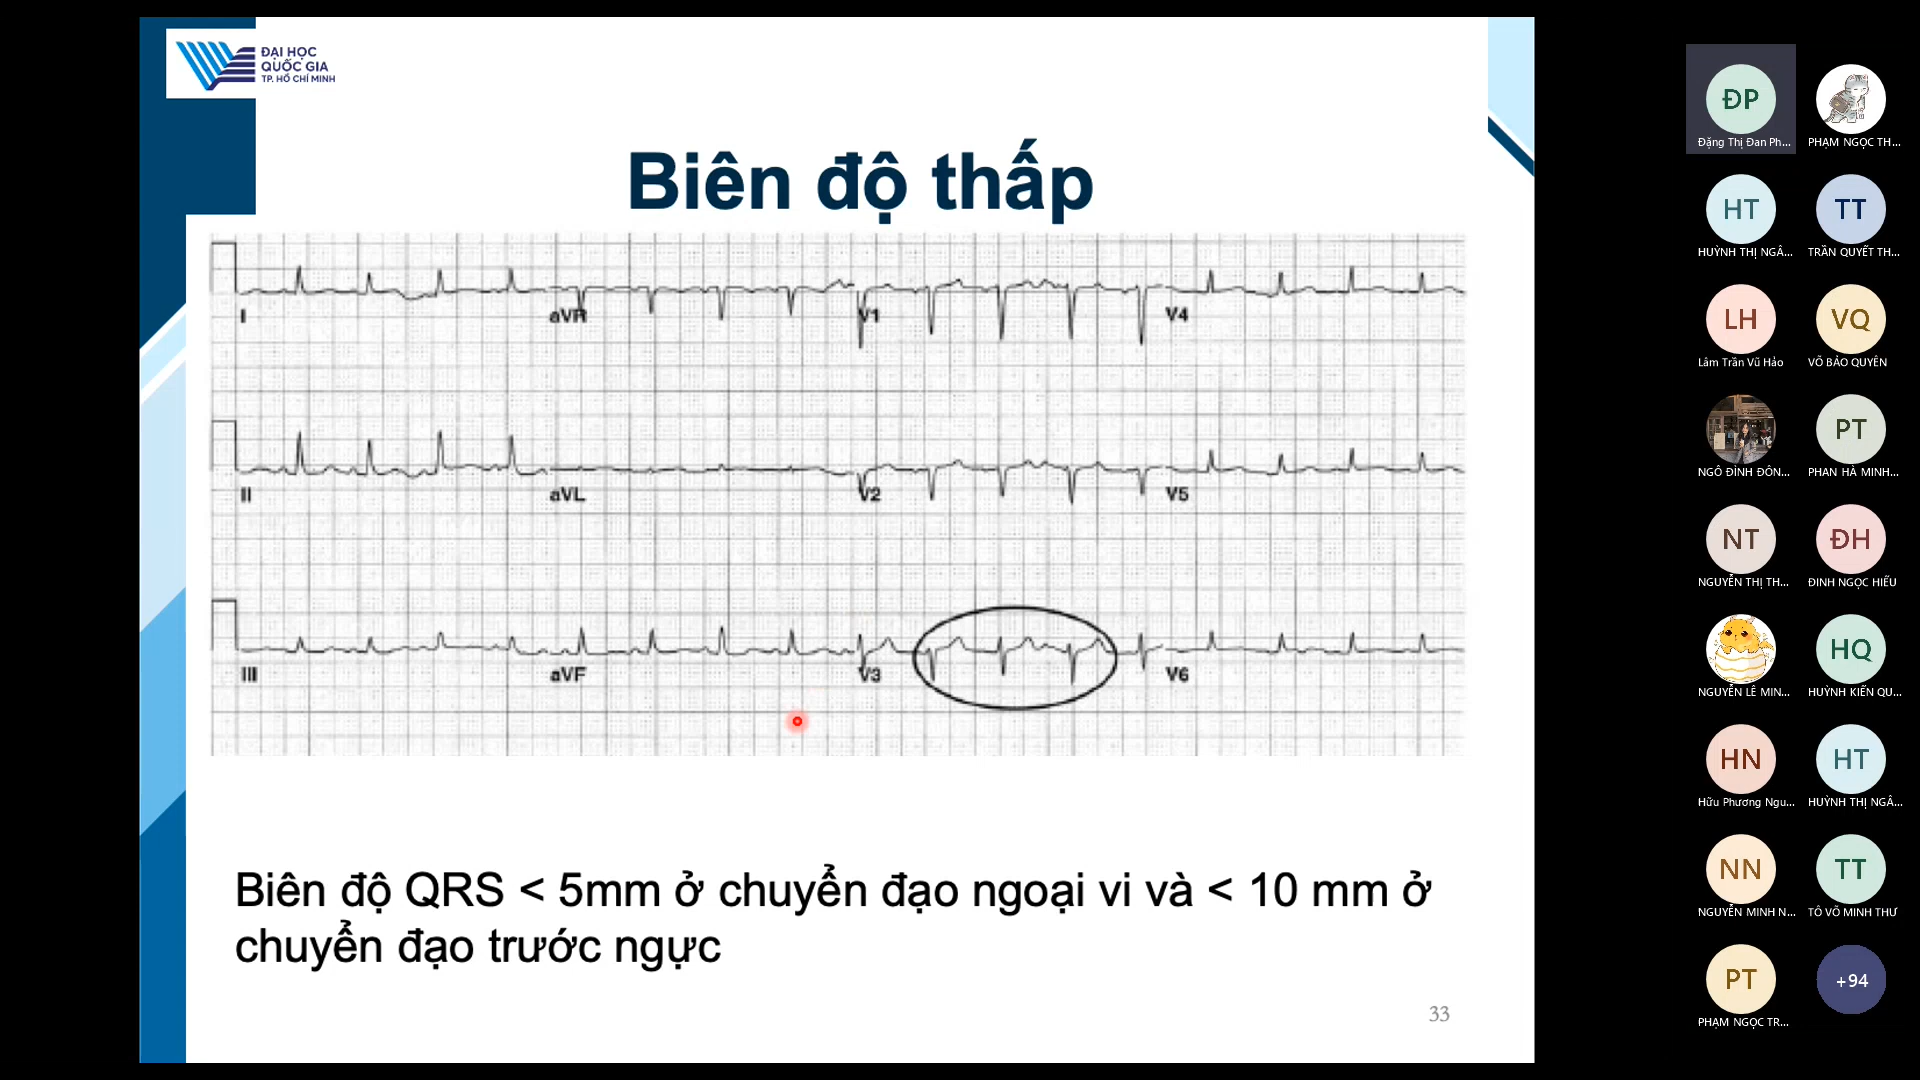 ĐẠI HỌC
QUỐC GIA
TP. HỒ CHÍ MINH
Biên độ thấp
I
aVR
V1
V4
II
aVL
V2
V5
III
aVF
V3
V6
Biên độ QRS < 5mm ở chuyển đạo ngoại vi và < 10 mm ở
chuyển đạo trước ngực
33
ĐP
Đặng Thị Đan Ph...
PHẠM NGỌC TH...
HT
HUỲNH THỊ NGÂ...
TT
TRẦN QUYẾT TH...
LH
Lâm Trần Vũ Hảo
VQ
VÕ BẢO QUYÊN
NGÔ ĐÌNH ĐÔN...
PT
PHAN HÀ MINH...
NT
NGUYỄN THỊ TH...
ĐH
ĐINH NGỌC HIẾU
NGUYỄN LÊ MIN...
HQ
HUỲNH KIẾN QU...
HN
Hữu Phương Ngu...
HT
HUỲNH THỊ NGÂ...
NN
NGUYỄN MINH N...
TT
TÔ VÕ MINH THƯ
PT
PHẠM NGỌC TR...
+94